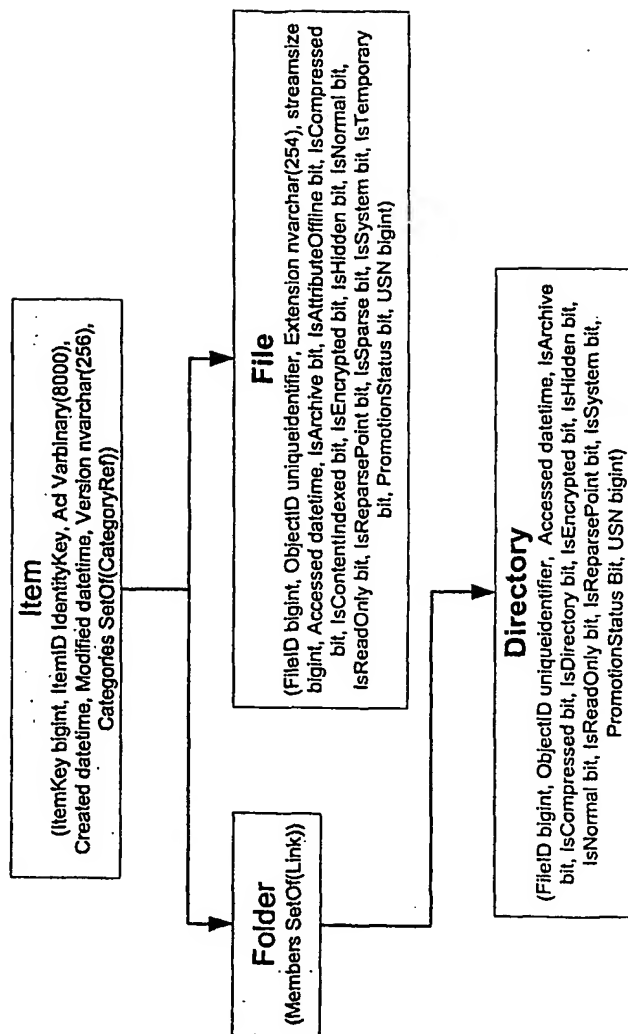 Item
(ItemKey bigint, ItemID IdentityKey, Acl Varbinary(8000),
Created datetime, Modified datetime, Version nvarchar(256),
Categories SetOf(CategoryRef))
Folder
(Members SetOf(Link))
File
(FileID bigint, ObjectID uniqueidentifier, Extension nvarchar(254), streamsize
bigint, Accessed datetime, IsArchive bit, IsAttributeOffline bit, IsCompressed
bit, IsContentIndexed bit, IsEncrypted bit, IsHidden bit, IsNormal bit,
IsReadOnly bit, IsReparsePoint bit, IsSparse bit, IsSystem bit, IsTemporary
bit, PromotionStatus bit, USN bigint)
Directory
(FileID bigint, ObjectID uniqueidentifier, Accessed datetime, IsArchive
bit, IsCompressed bit, IsDirectory bit, IsEncrypted bit, IsHidden bit,
IsNormal bit, IsReadOnly bit, IsReparsePoint bit, IsSystem bit,
PromotionStatus Bit, USN bigint)